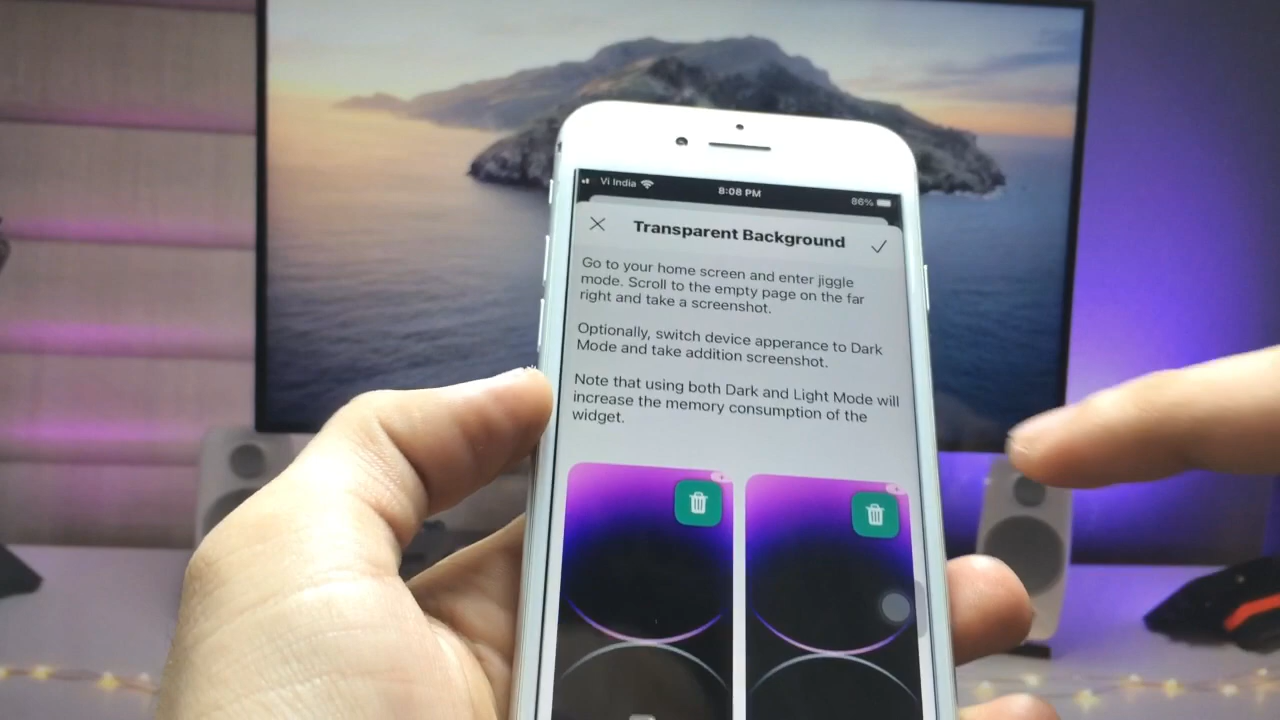 Vi India 8:08 PM 86%
Transparent Background
Go to your home screen and enter jiggle
mode. Scroll to the empty page on the far
right and take a screenshot.
Optionally, switch device apperance to Dark
Mode and take addition screenshot.
Note that using both Dark and Light Mode will
increase the memory consumption of the
widget.